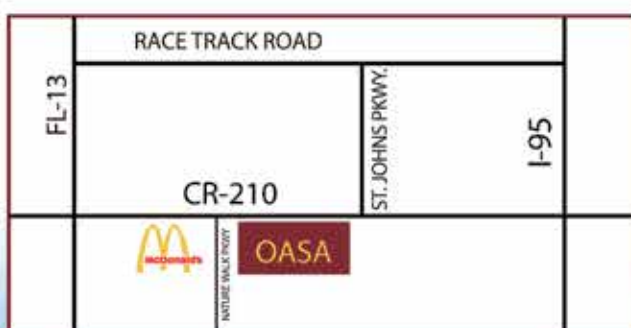 RACE TRACK ROAD
FL-13
ST. JOHNS PKWY.
I-95
CR-210
McDonald's
NATURE WALK PKWY
OASA